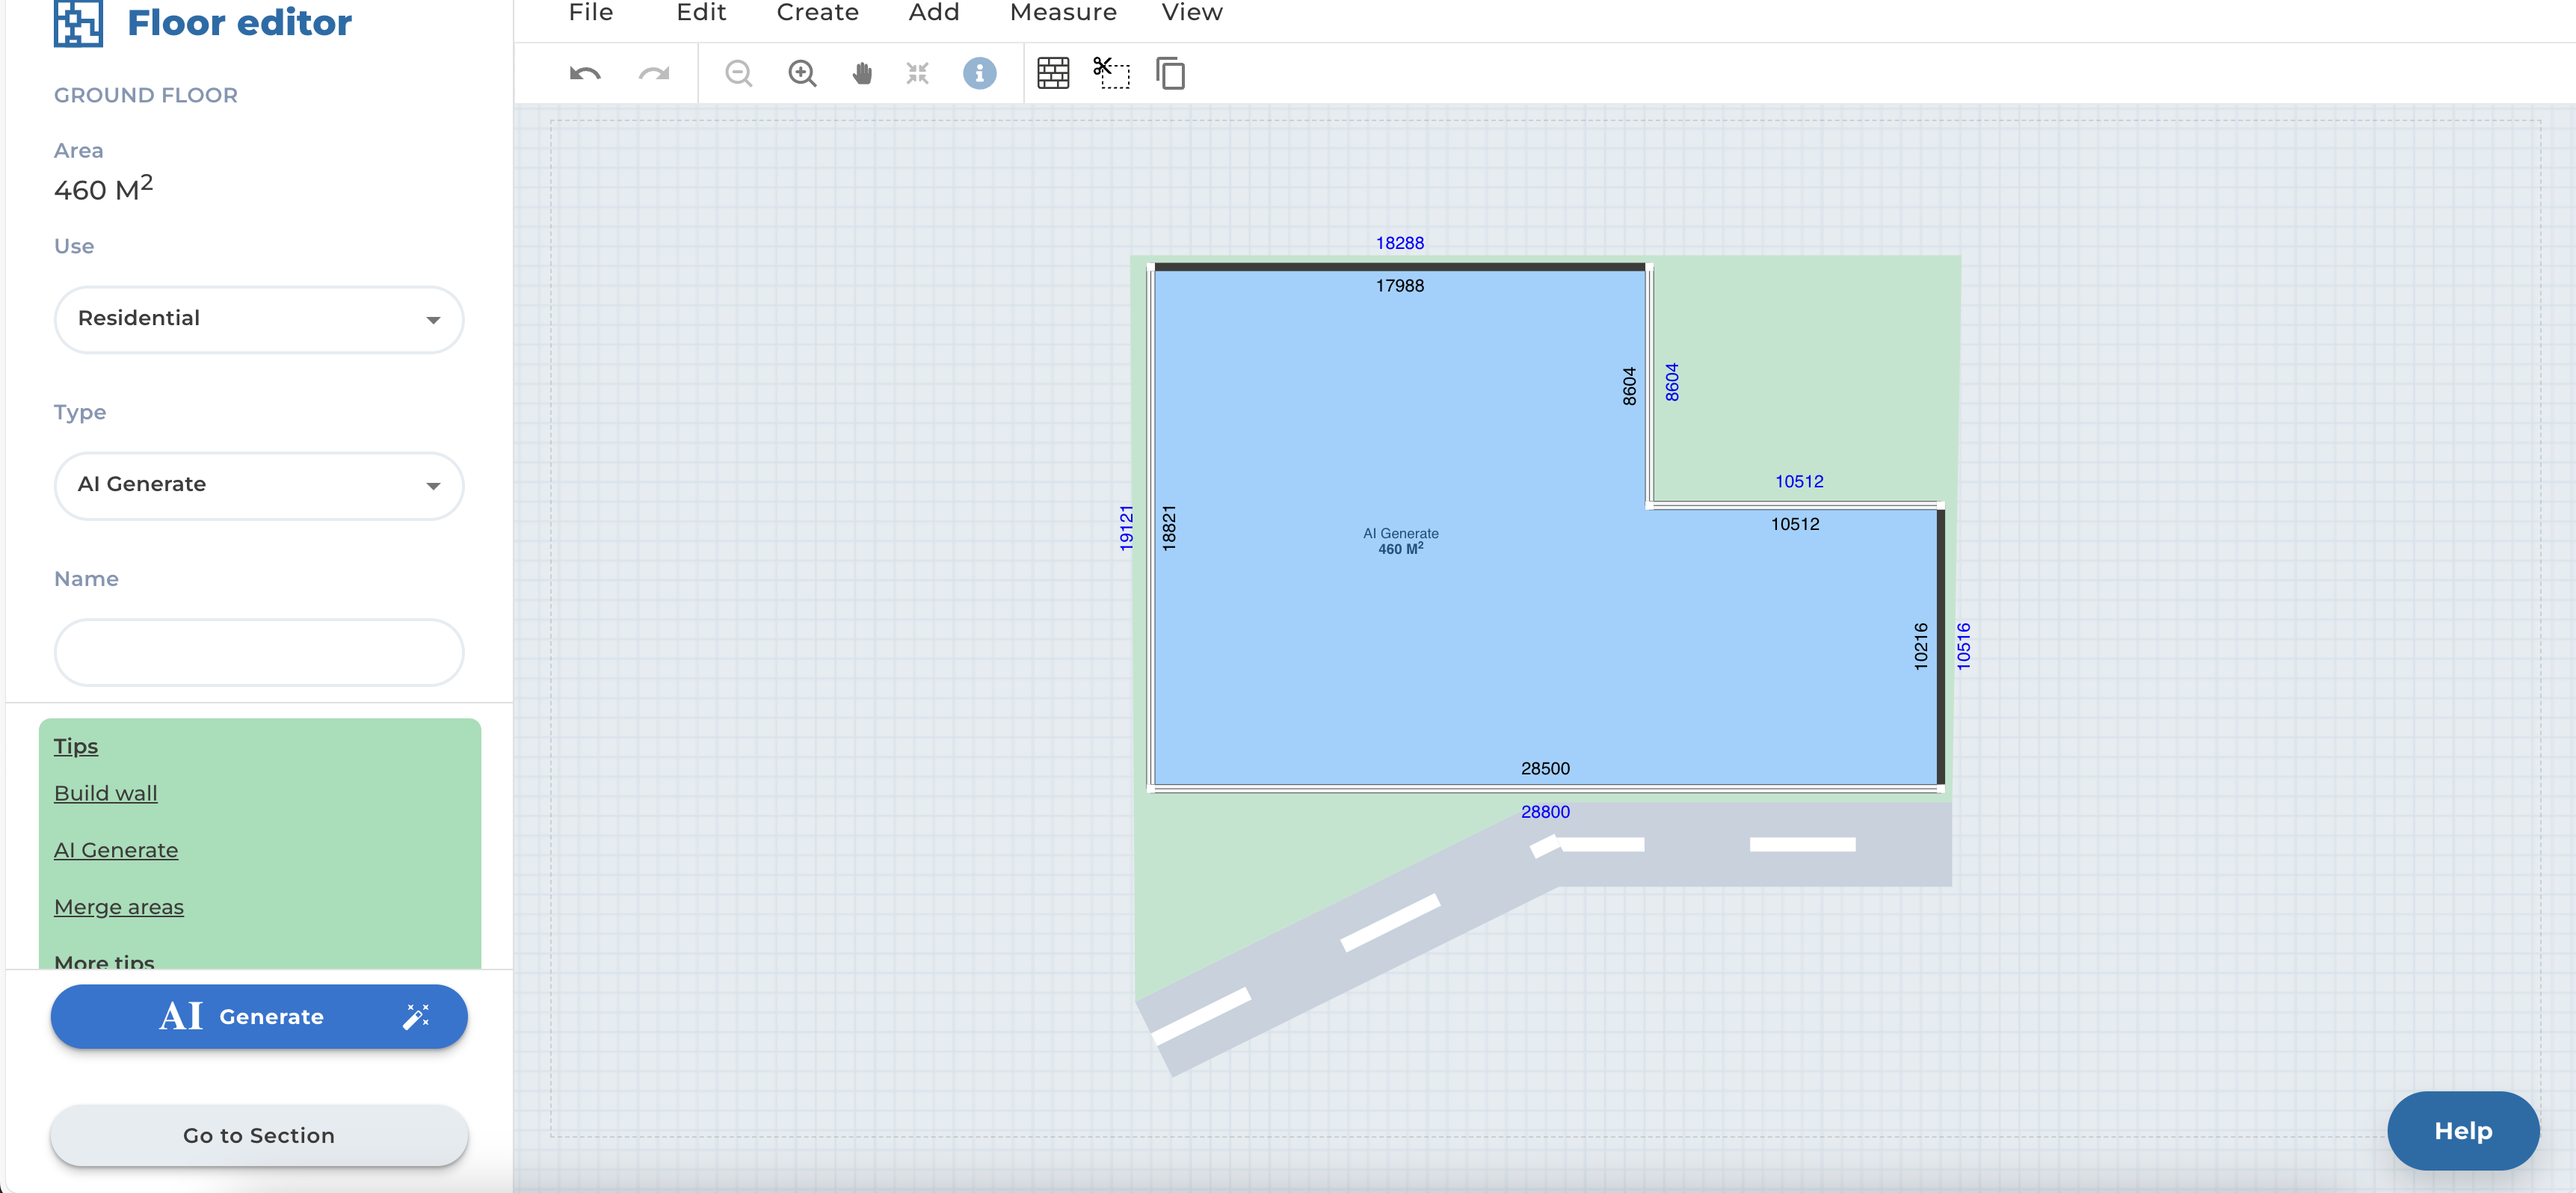 Floor editor
File Edit Create Add Measure View
GROUND FLOOR
Area
460 M²
Use
Residential
Type
AI Generate
Name
Tips
Build wall
AI Generate
Merge areas
More tips
AI Generate
Go to Section
18288
17988
8604
8604
10512
10512
19121
18821
AI Generate
460 M²
10216
10516
28500
28800
Help